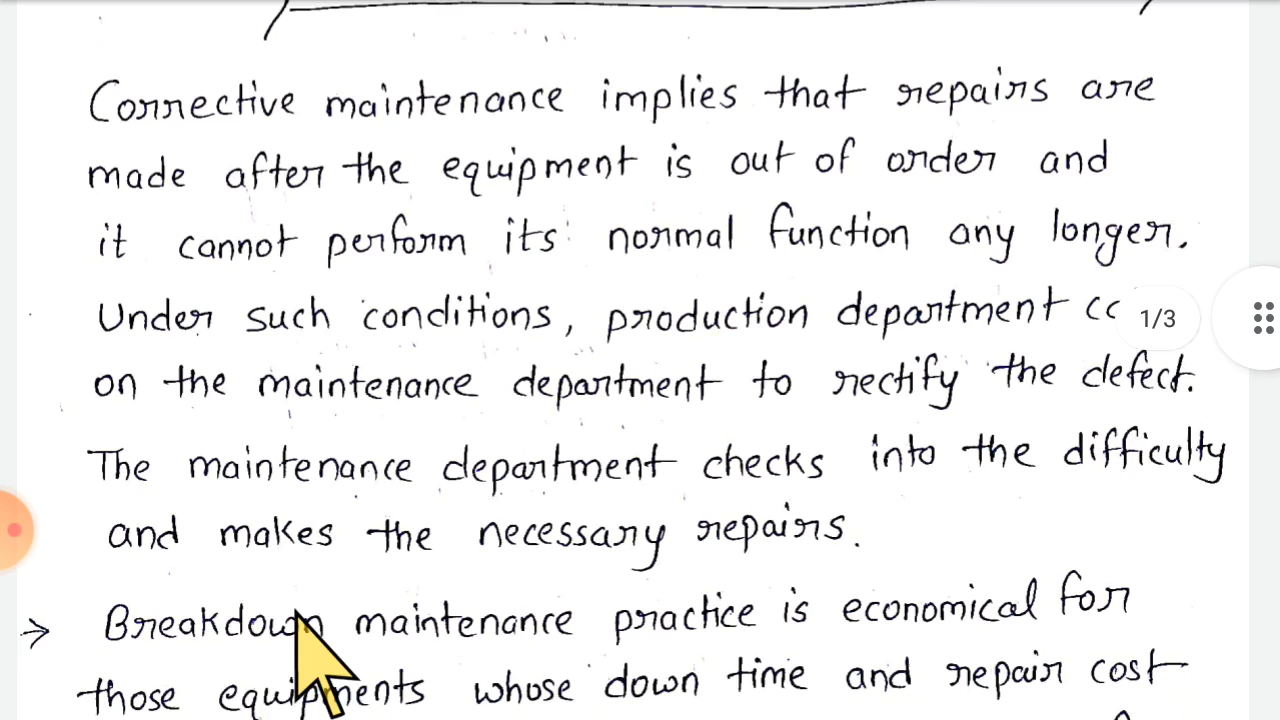 Corrective maintenance implies that repairs are
made after the equipment is out of order and
it cannot perform its normal function any longer.
Under such conditions, production department
1/3
on the maintenance department to rectify the defect.
The maintenance department checks into the difficulty
and makes the necessary repairs.
→ Breakdown maintenance practice is economical for
those equipments whose down time and repair cost